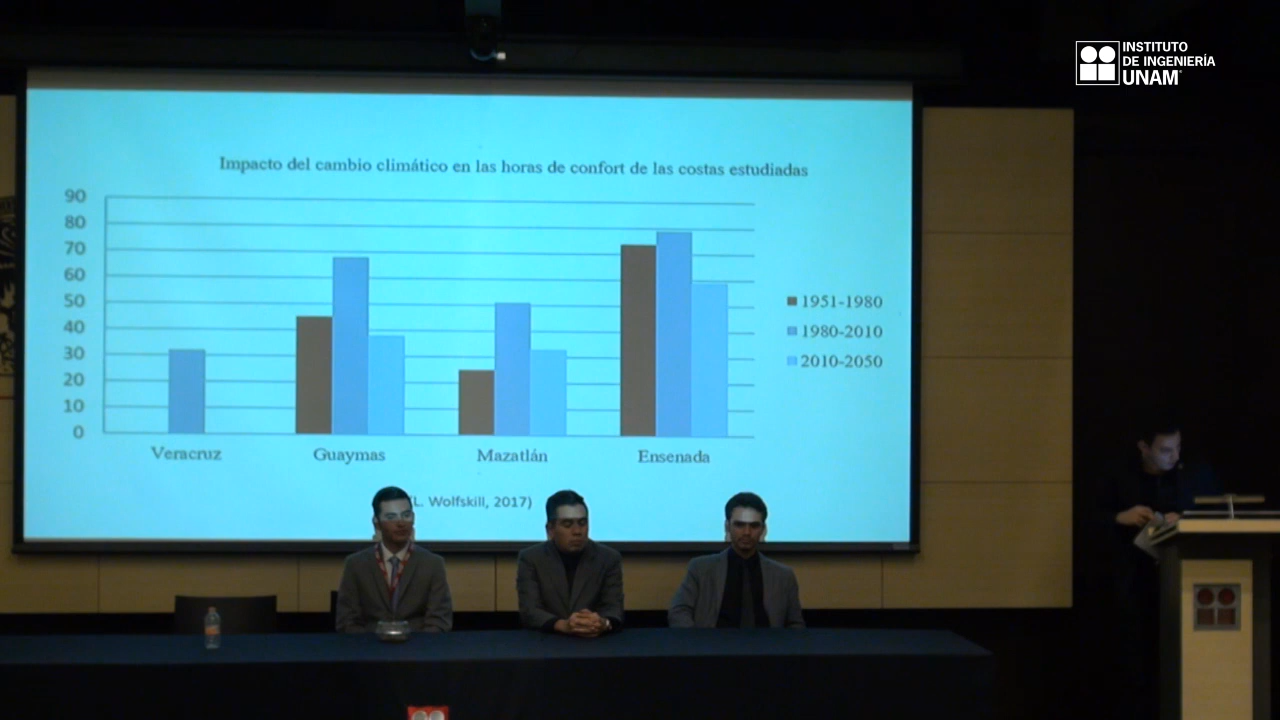 INSTITUTO
DE INGENIERÍA
UNAM
Impacto del cambio climático en las horas de confort de las costas estudiadas
90
80
70
60
50
40
30
20
10
0
Veracruz
Guaymas
Mazatlán
Ensenada
1951-1980
1980-2010
2010-2050
L. Wolfskill, 2017)